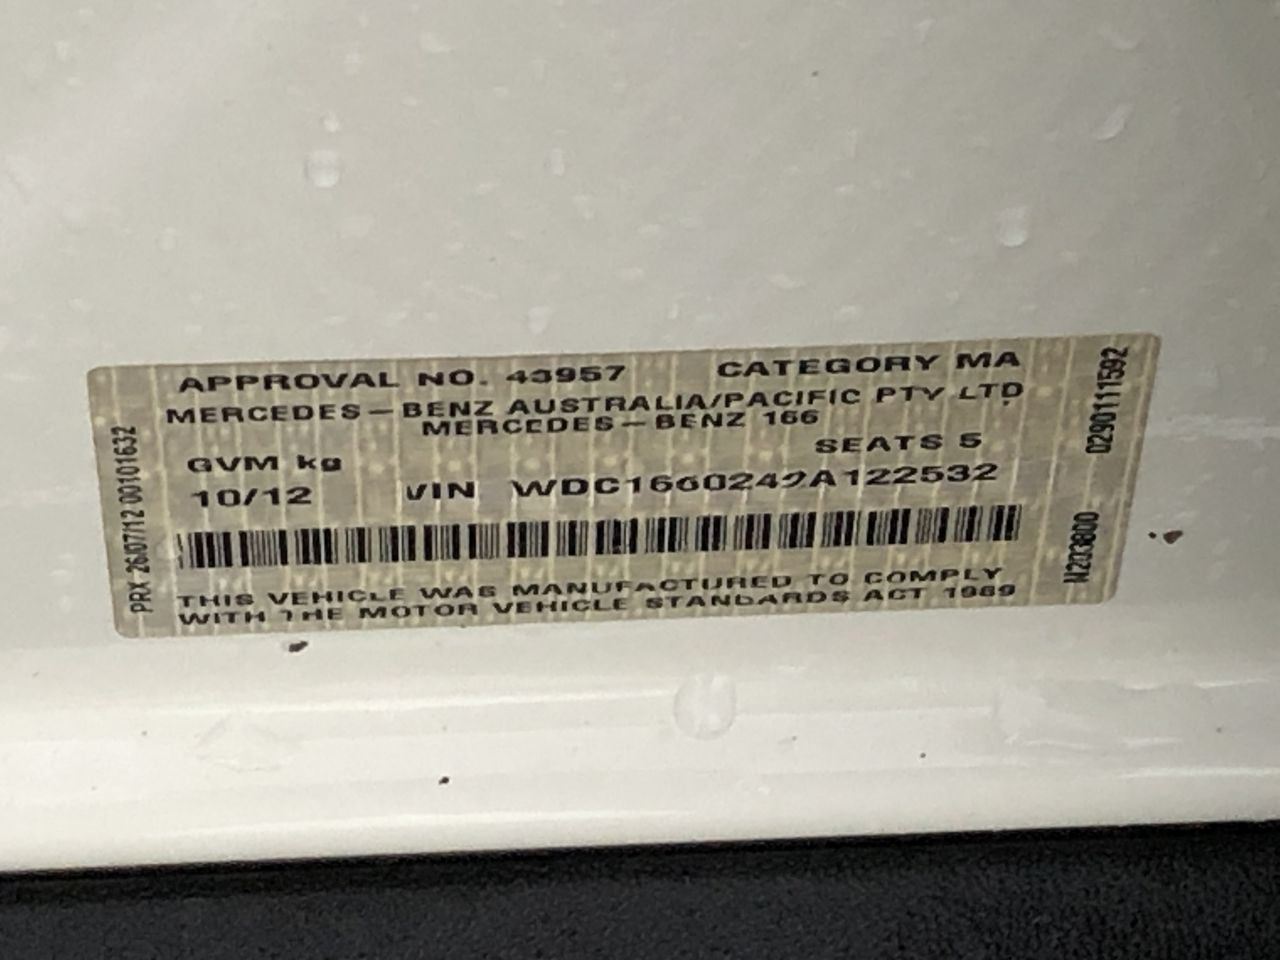 APPROVAL NO. 43957 CATEGORY MA
MERCEDES-BENZ AUSTRALIA/PACIFIC PTY LTD
MERCEDES-BENZ 166
SEATS 5
GVM kg
10/12 VIN WDC1660242A122532
THIS VEHICLE WAS MANUFACTURED TO COMPLY
WITH THE MOTOR VEHICLE STANDARDS ACT 1989
PRX 26/07/12 00101632
N203800 0290111592